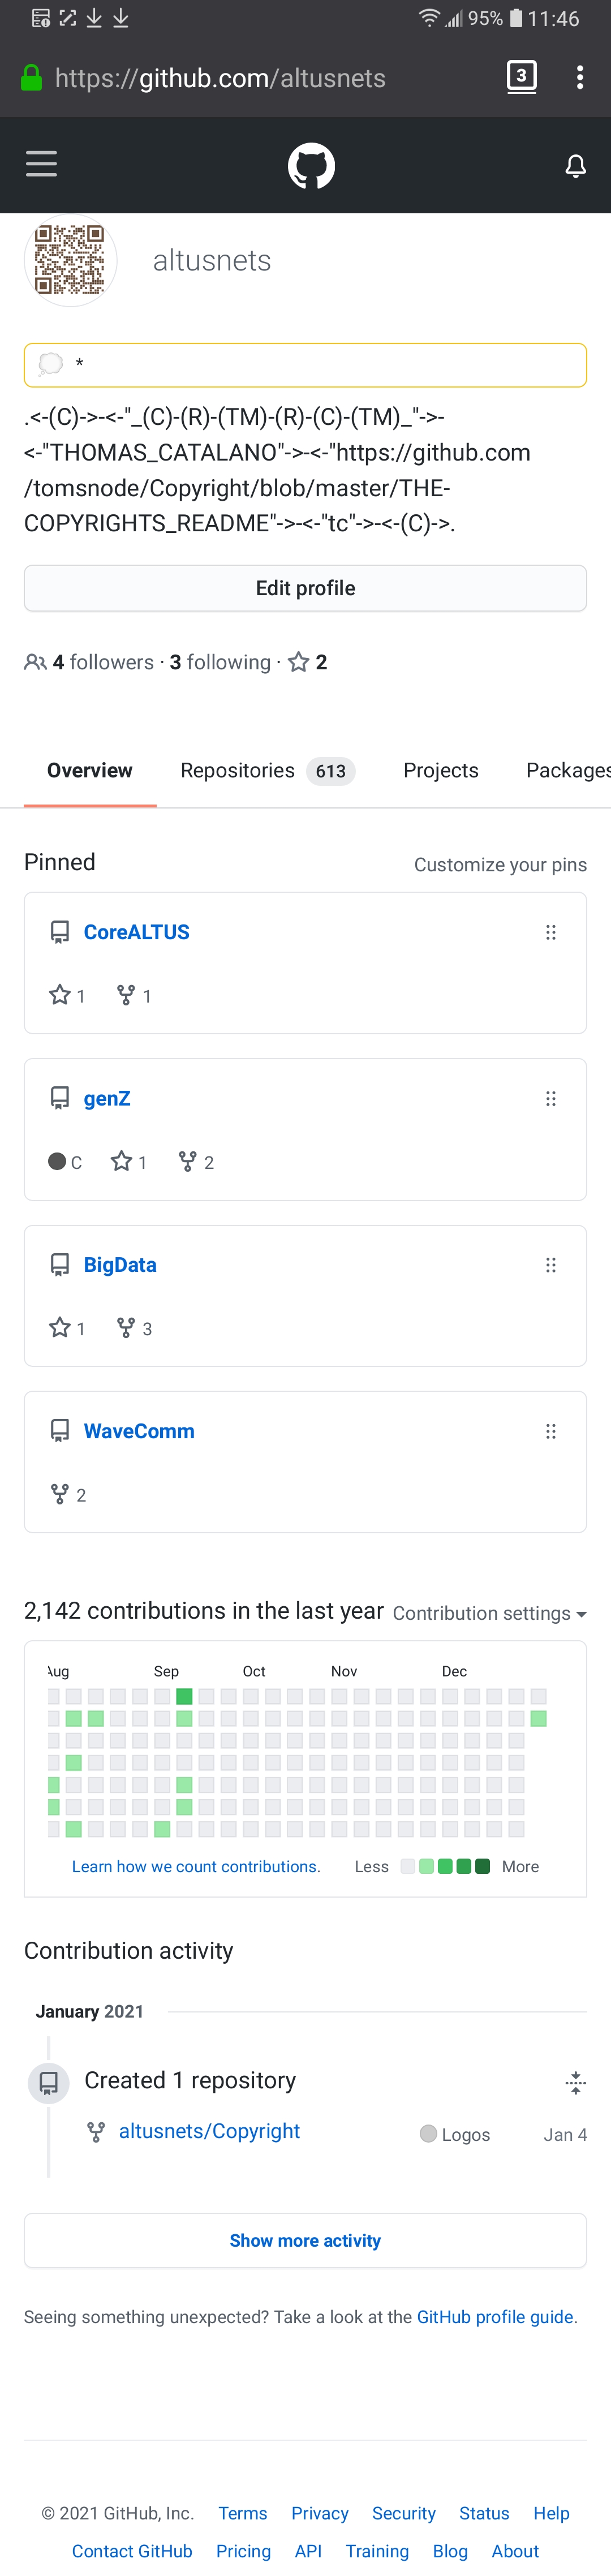 95% 11:46
https://github.com/altusnets
3
altusnets
*
.<-(C)->-<-"_(C)-(R)-(TM)-(R)-(C)-(TM)_"->-
<-"THOMAS_CATALANO"->-<-"https://github.com
/tomsnode/Copyright/blob/master/THE-
COPYRIGHTS_README"->-<-"tc"->-<-(C)->.
Edit profile
4 followers · 3 following · 2
Overview Repositories 613 Projects Packages
Pinned Customize your pins
CoreALTUS
1 1
genZ
C 1 2
BigData
1 3
WaveComm
2
2,142 contributions in the last year Contribution settings
Aug Sep Oct Nov Dec
Learn how we count contributions. Less More
Contribution activity
January 2021
Created 1 repository
altusnets/Copyright Logos Jan 4
Show more activity
Seeing something unexpected? Take a look at the GitHub profile guide.
© 2021 GitHub, Inc. Terms Privacy Security Status Help
Contact GitHub Pricing API Training Blog About